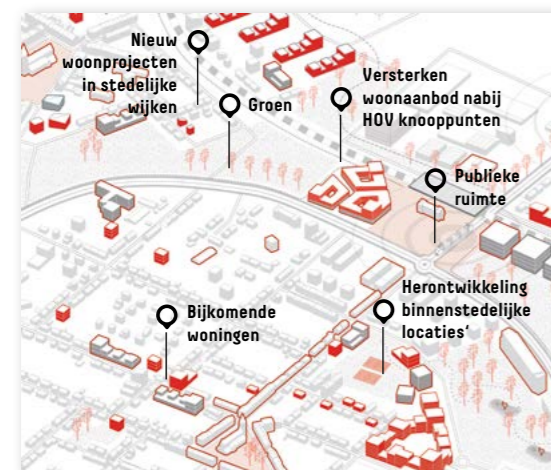 Nieuw
woonprojecten
in stedelijke
wijken
Groen
Versterken
woonaanbod nabij
HOV knooppunten
Publieke
ruimte
Bijkomende
woningen
Herontwikkeling
binnenstedelijke
locaties‘